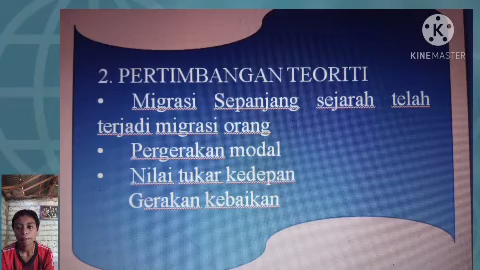 KINEMASTER
2. PERTIMBANGAN TEORITI
• Migrasi Sepanjang sejarah telah
terjadi migrasi orang
• Pergerakan modal
• Nilai tukar kedepan
Gerakan kebaikan